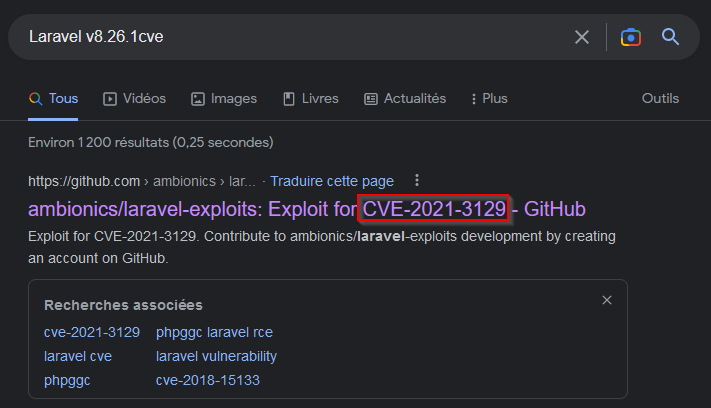 Laravel v8.26.1cve
Tous Vidéos Images Livres Actualités Plus Outils
Environ 1 200 résultats (0,25 secondes)
https://github.com › ambionics › lar... · Traduire cette page
ambionics/laravel-exploits: Exploit for CVE-2021-3129 - GitHub
Exploit for CVE-2021-3129. Contribute to ambionics/laravel-exploits development by creating
an account on GitHub.
Recherches associées
cve-2021-3129 phpggc laravel rce
laravel cve laravel vulnerability
phpggc cve-2018-15133